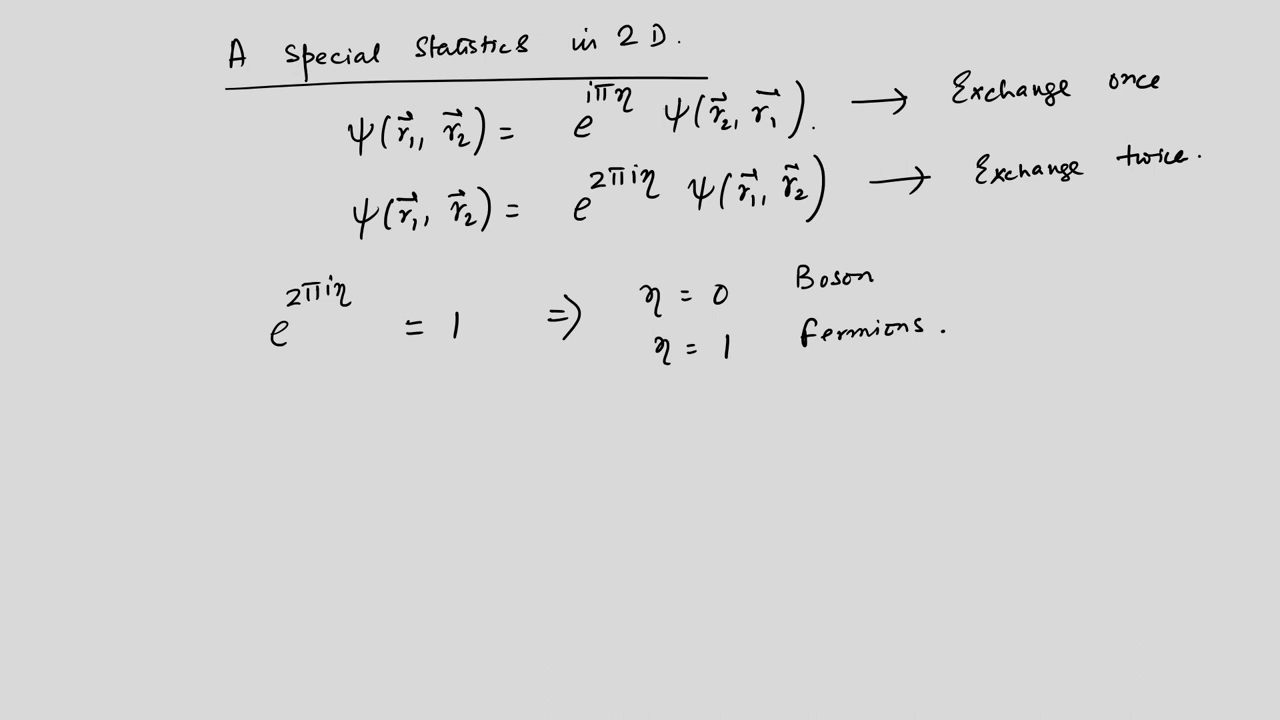 A Special Statistics in 2D.
ψ(r⃗₁, r⃗₂) = e^{iπη} ψ(r⃗₂, r⃗₁). → Exchange once
ψ(r⃗₁, r⃗₂) = e^{2πiη} ψ(r⃗₁, r⃗₂) → Exchange twice.
e^{2πiη} = 1 ⇒ η = 0 Boson
η = 1 fermions.